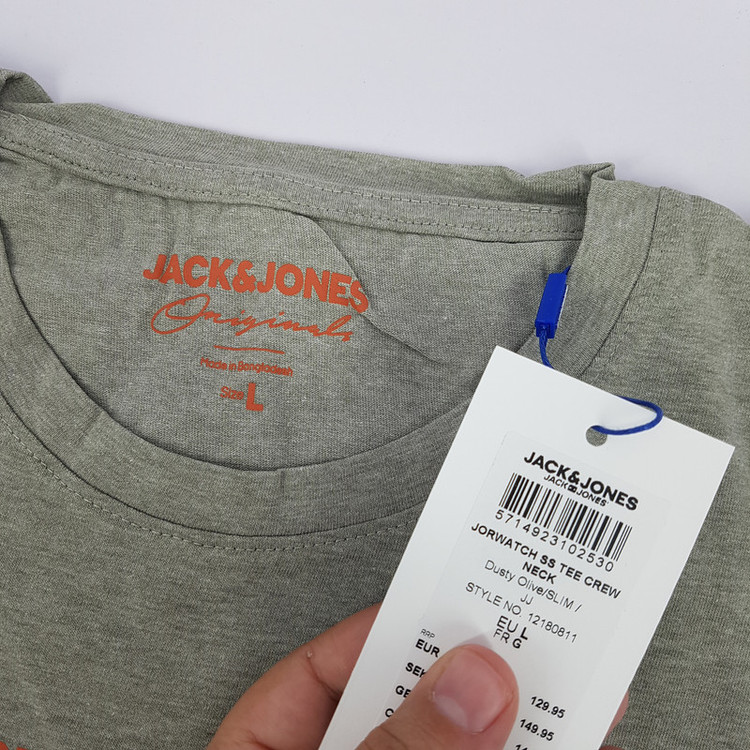 JACK&JONES
Originals
Made in Bangladesh
Size L
JACK&JONES
JACK&JONES
5714923102530
JORWATCH SS TEE CREW
NECK
Dusty Olive/SLIM /
JJ
STYLE NO. 12180811
EU L
FR G
RRP
EUR
129.95
149.95